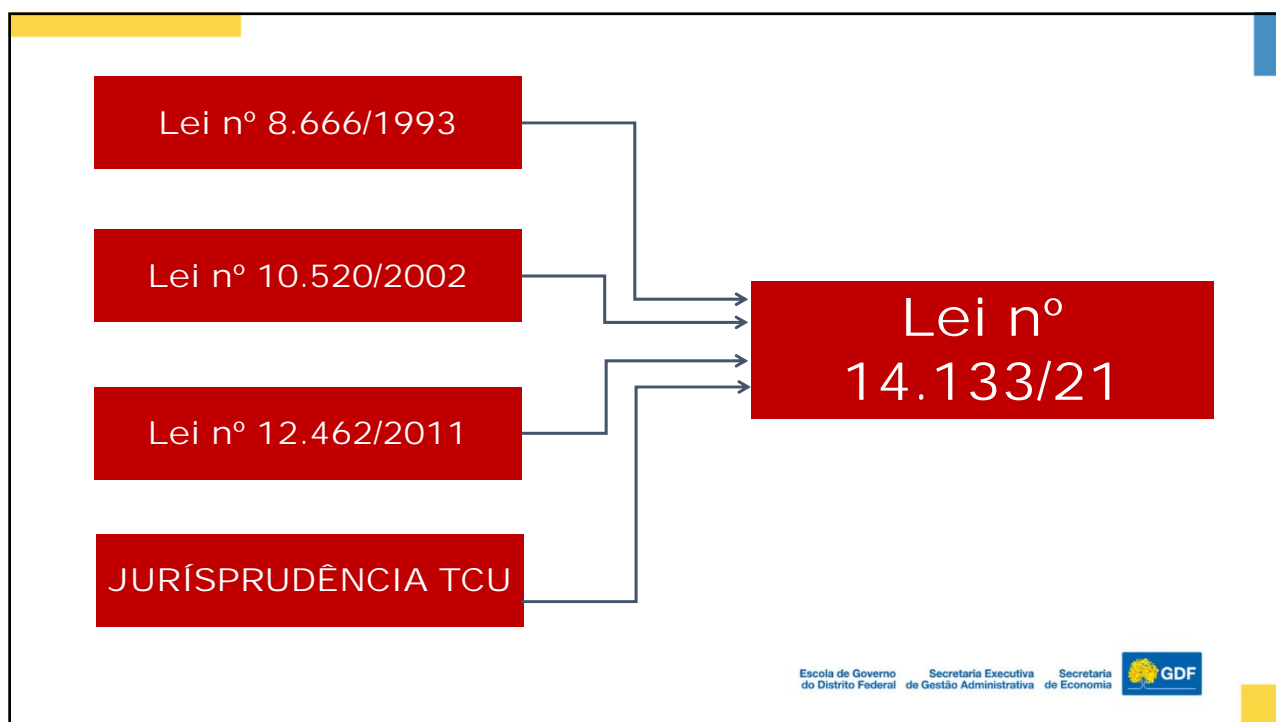 Lei nº 8.666/1993
Lei nº 10.520/2002
Lei nº 12.462/2011
JURÍSPRUDÊNCIA TCU
Lei nº
14.133/21
Escola de Governo
do Distrito Federal
Secretaria Executiva
de Gestão Administrativa
Secretaria
de Economia
GDF